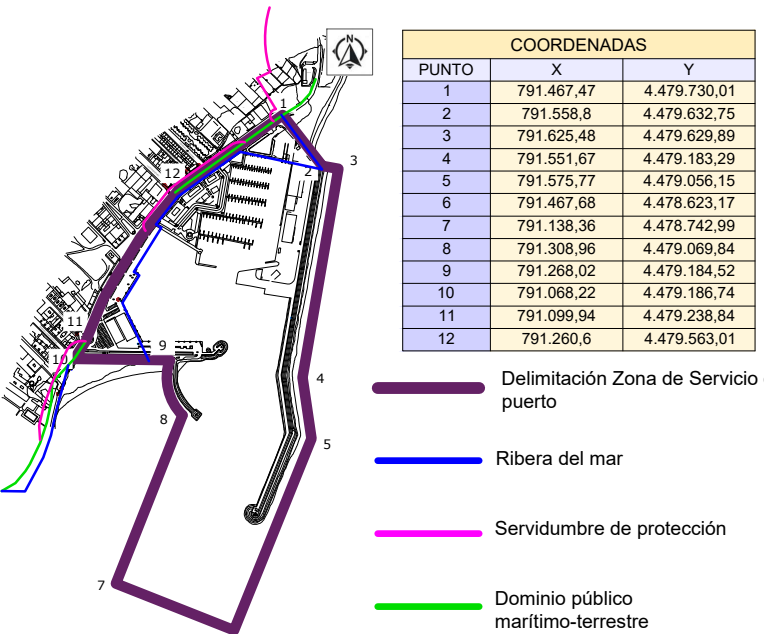 N
COORDENADAS
PUNTO X Y
1 791.467,47 4.479.730,01
2 791.558,8 4.479.632,75
3 791.625,48 4.479.629,89
4 791.551,67 4.479.183,29
5 791.575,77 4.479.056,15
6 791.467,68 4.478.623,17
7 791.138,36 4.478.742,99
8 791.308,96 4.479.069,84
9 791.268,02 4.479.184,52
10 791.068,22 4.479.186,74
11 791.099,94 4.479.238,84
12 791.260,6 4.479.563,01
1
2
3
12
11
10
9
4
8
5
7
Delimitación Zona de Servicio
puerto
Ribera del mar
Servidumbre de protección
Dominio público
marítimo-terrestre